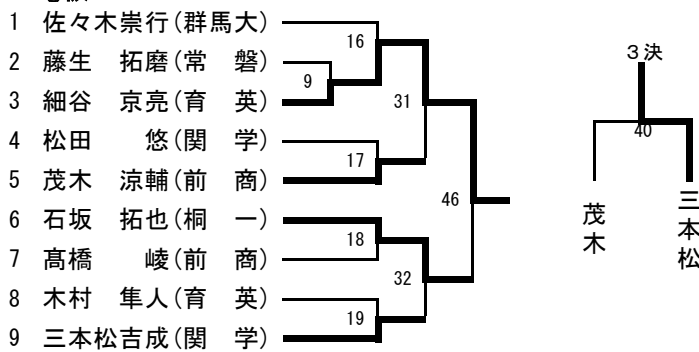 1 佐々木崇行(群馬大)
2 藤生 拓磨(常 磐)
3 細谷 京亮(育 英)
4 松田 悠(関 学)
5 茂木 涼輔(前 商)
6 石坂 拓也(桐 一)
7 髙橋 崚(前 商)
8 木村 隼人(育 英)
9 三本松吉成(関 学)
16
9
31
17
46
18
32
19
3決
40
茂木
三本松